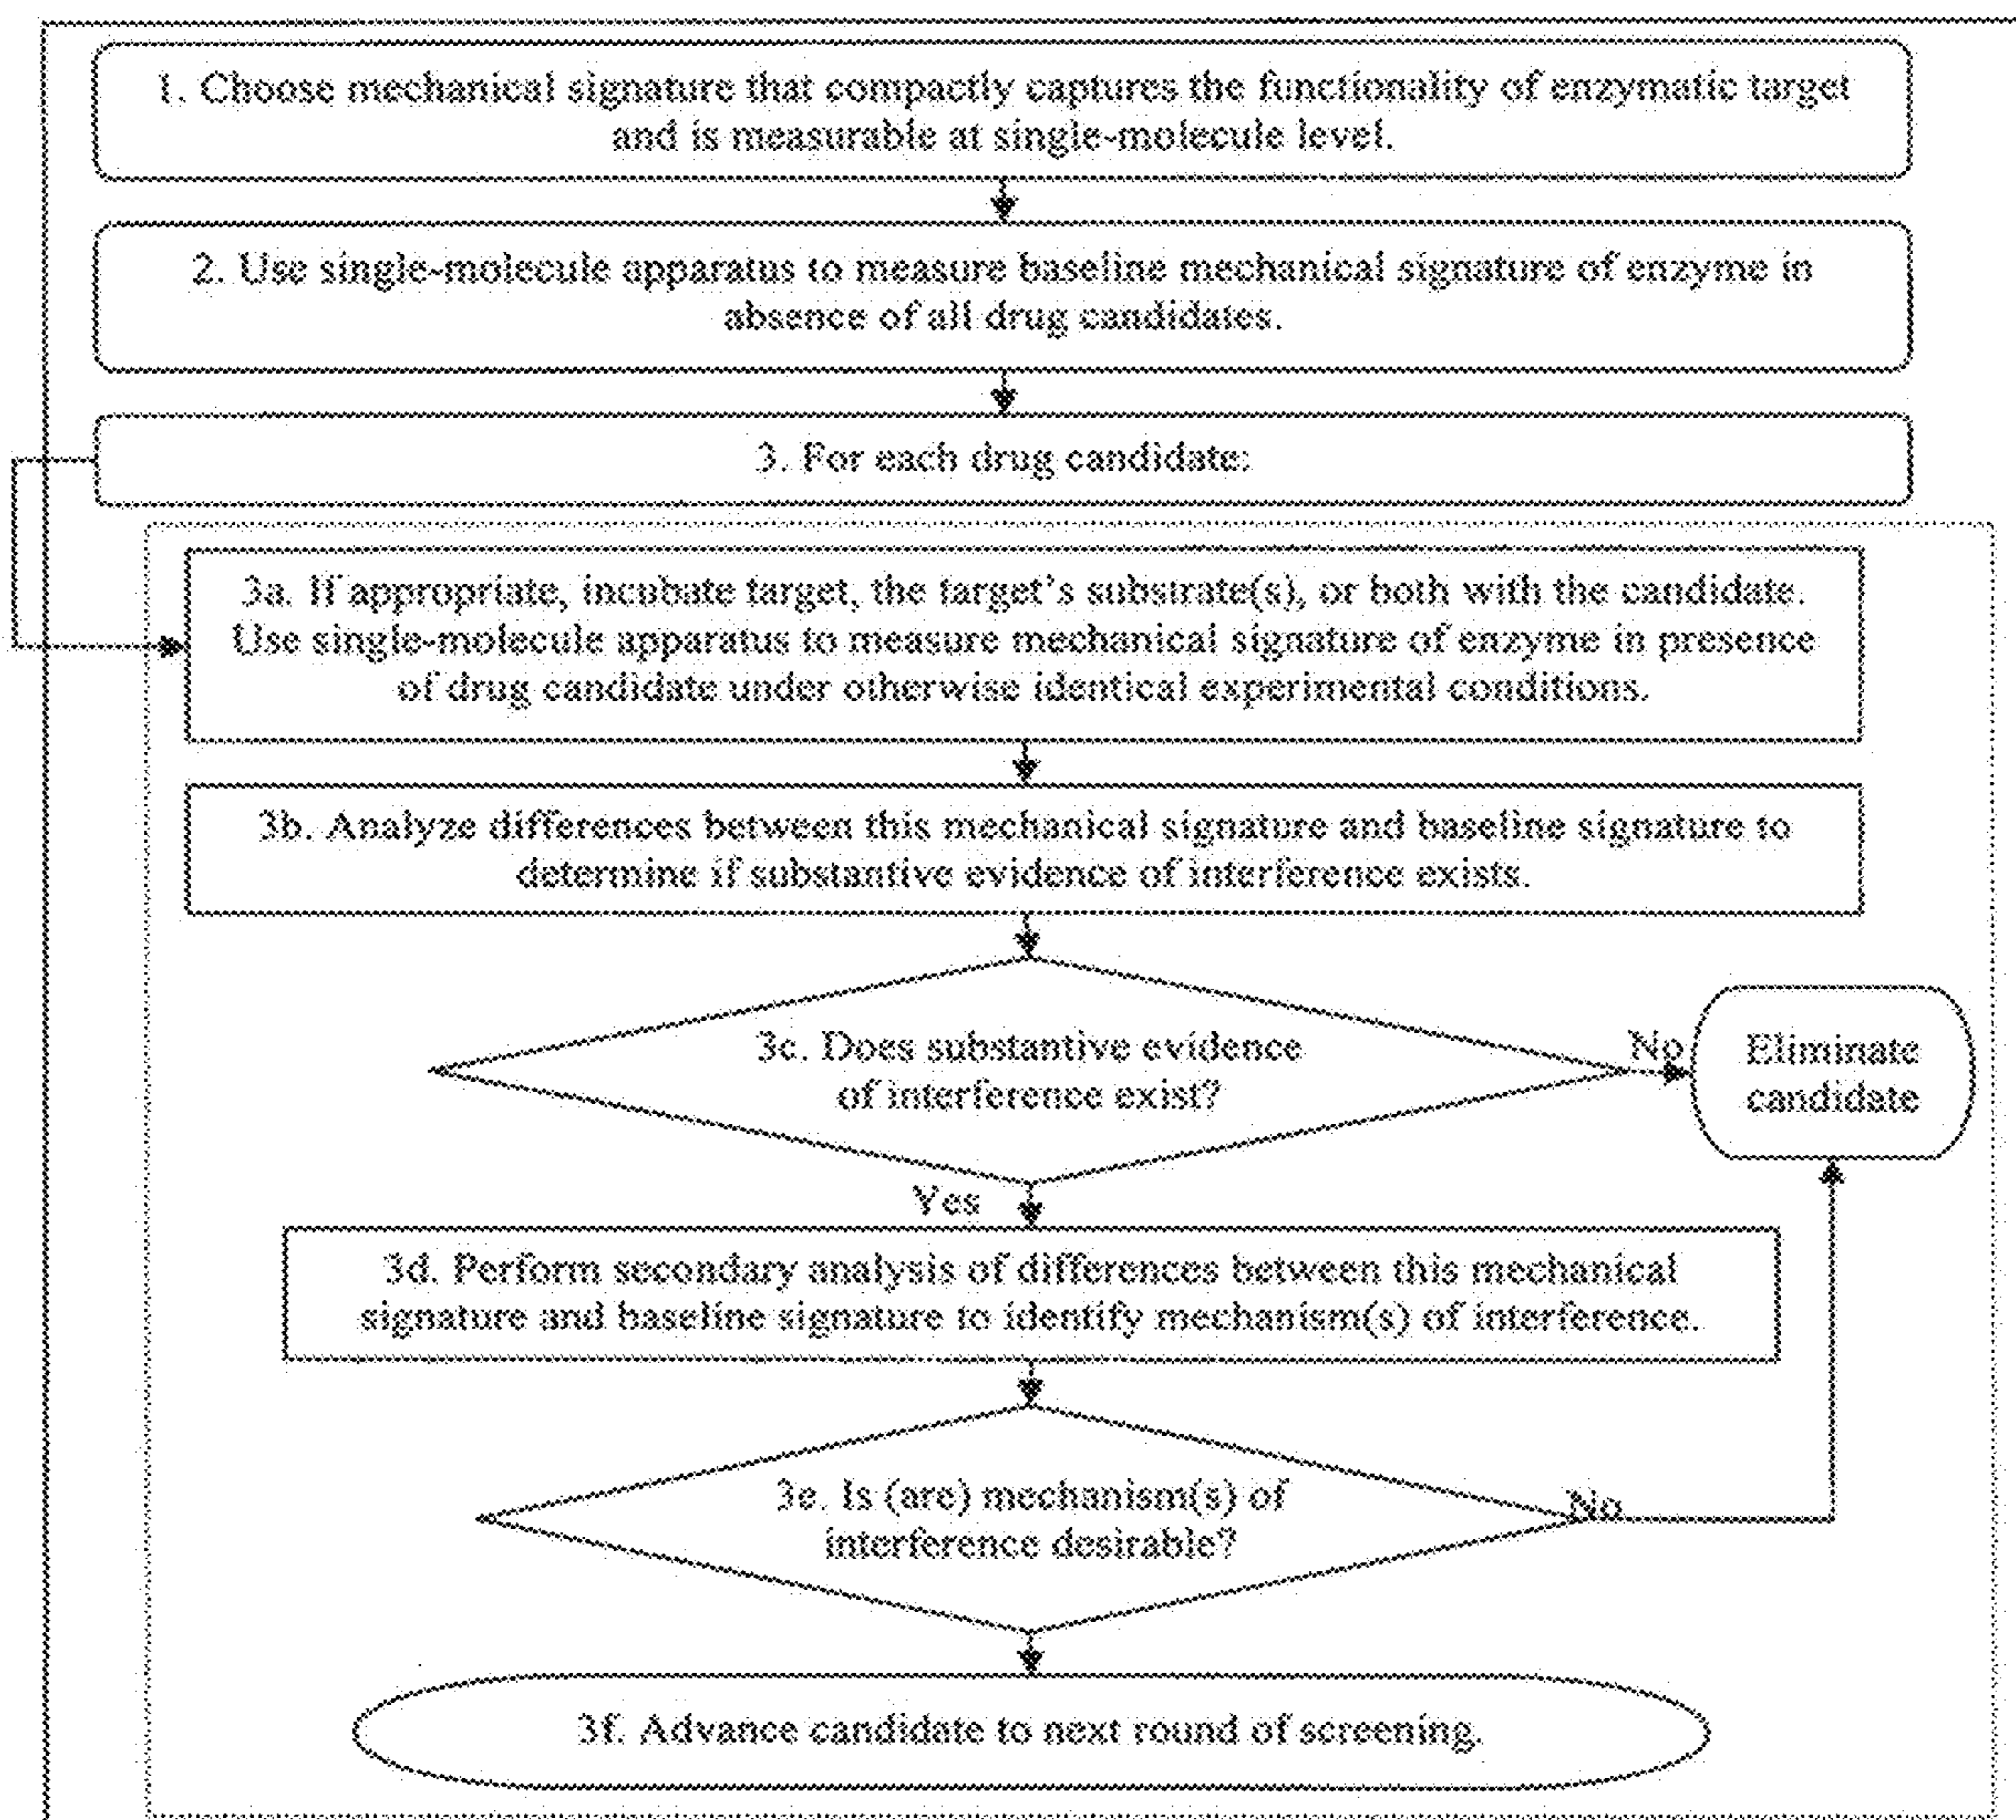 1. Choose mechanical signature that compactly captures the functionality of enzymatic target
and is measurable at single-molecule level.
2. Use single-molecule apparatus to measure baseline mechanical signature of enzyme in
absence of all drug candidates.
3. For each drug candidate:
3a. If appropriate, incubate target, the target's substrate(s), or both with the candidate.
Use single-molecule apparatus to measure mechanical signature of enzyme in presence
of drug candidate under otherwise identical experimental conditions.
3b. Analyze differences between this mechanical signature and baseline signature to
determine if substantive evidence of interference exists.
3c. Does substantive evidence
of interference exist?
No
Eliminate
candidate
Yes
3d. Perform secondary analysis of differences between this mechanical
signature and baseline signature to identify mechanism(s) of interference.
3e. Is (are) mechanism(s) of
interference desirable?
No
3f. Advance candidate to next round of screening.